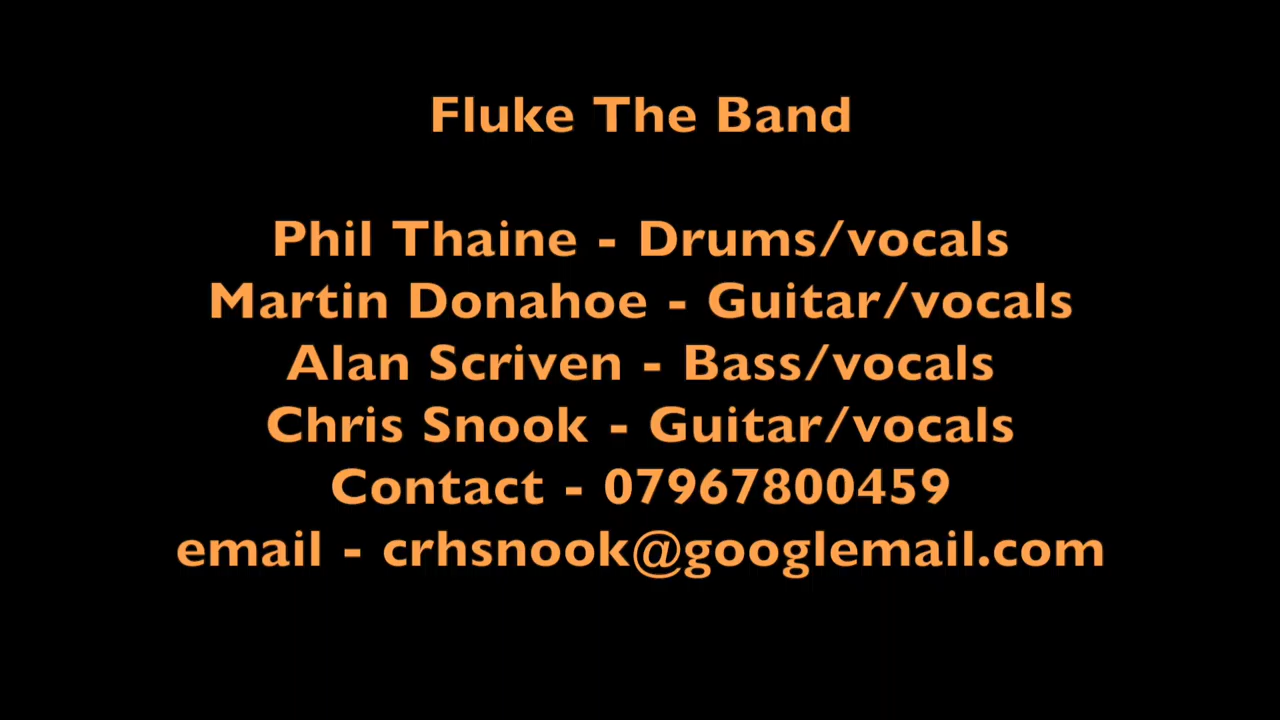 Fluke The Band
Phil Thaine - Drums/vocals
Martin Donahoe - Guitar/vocals
Alan Scriven - Bass/vocals
Chris Snook - Guitar/vocals
Contact - 07967800459
email - crhsnook@googlemail.com